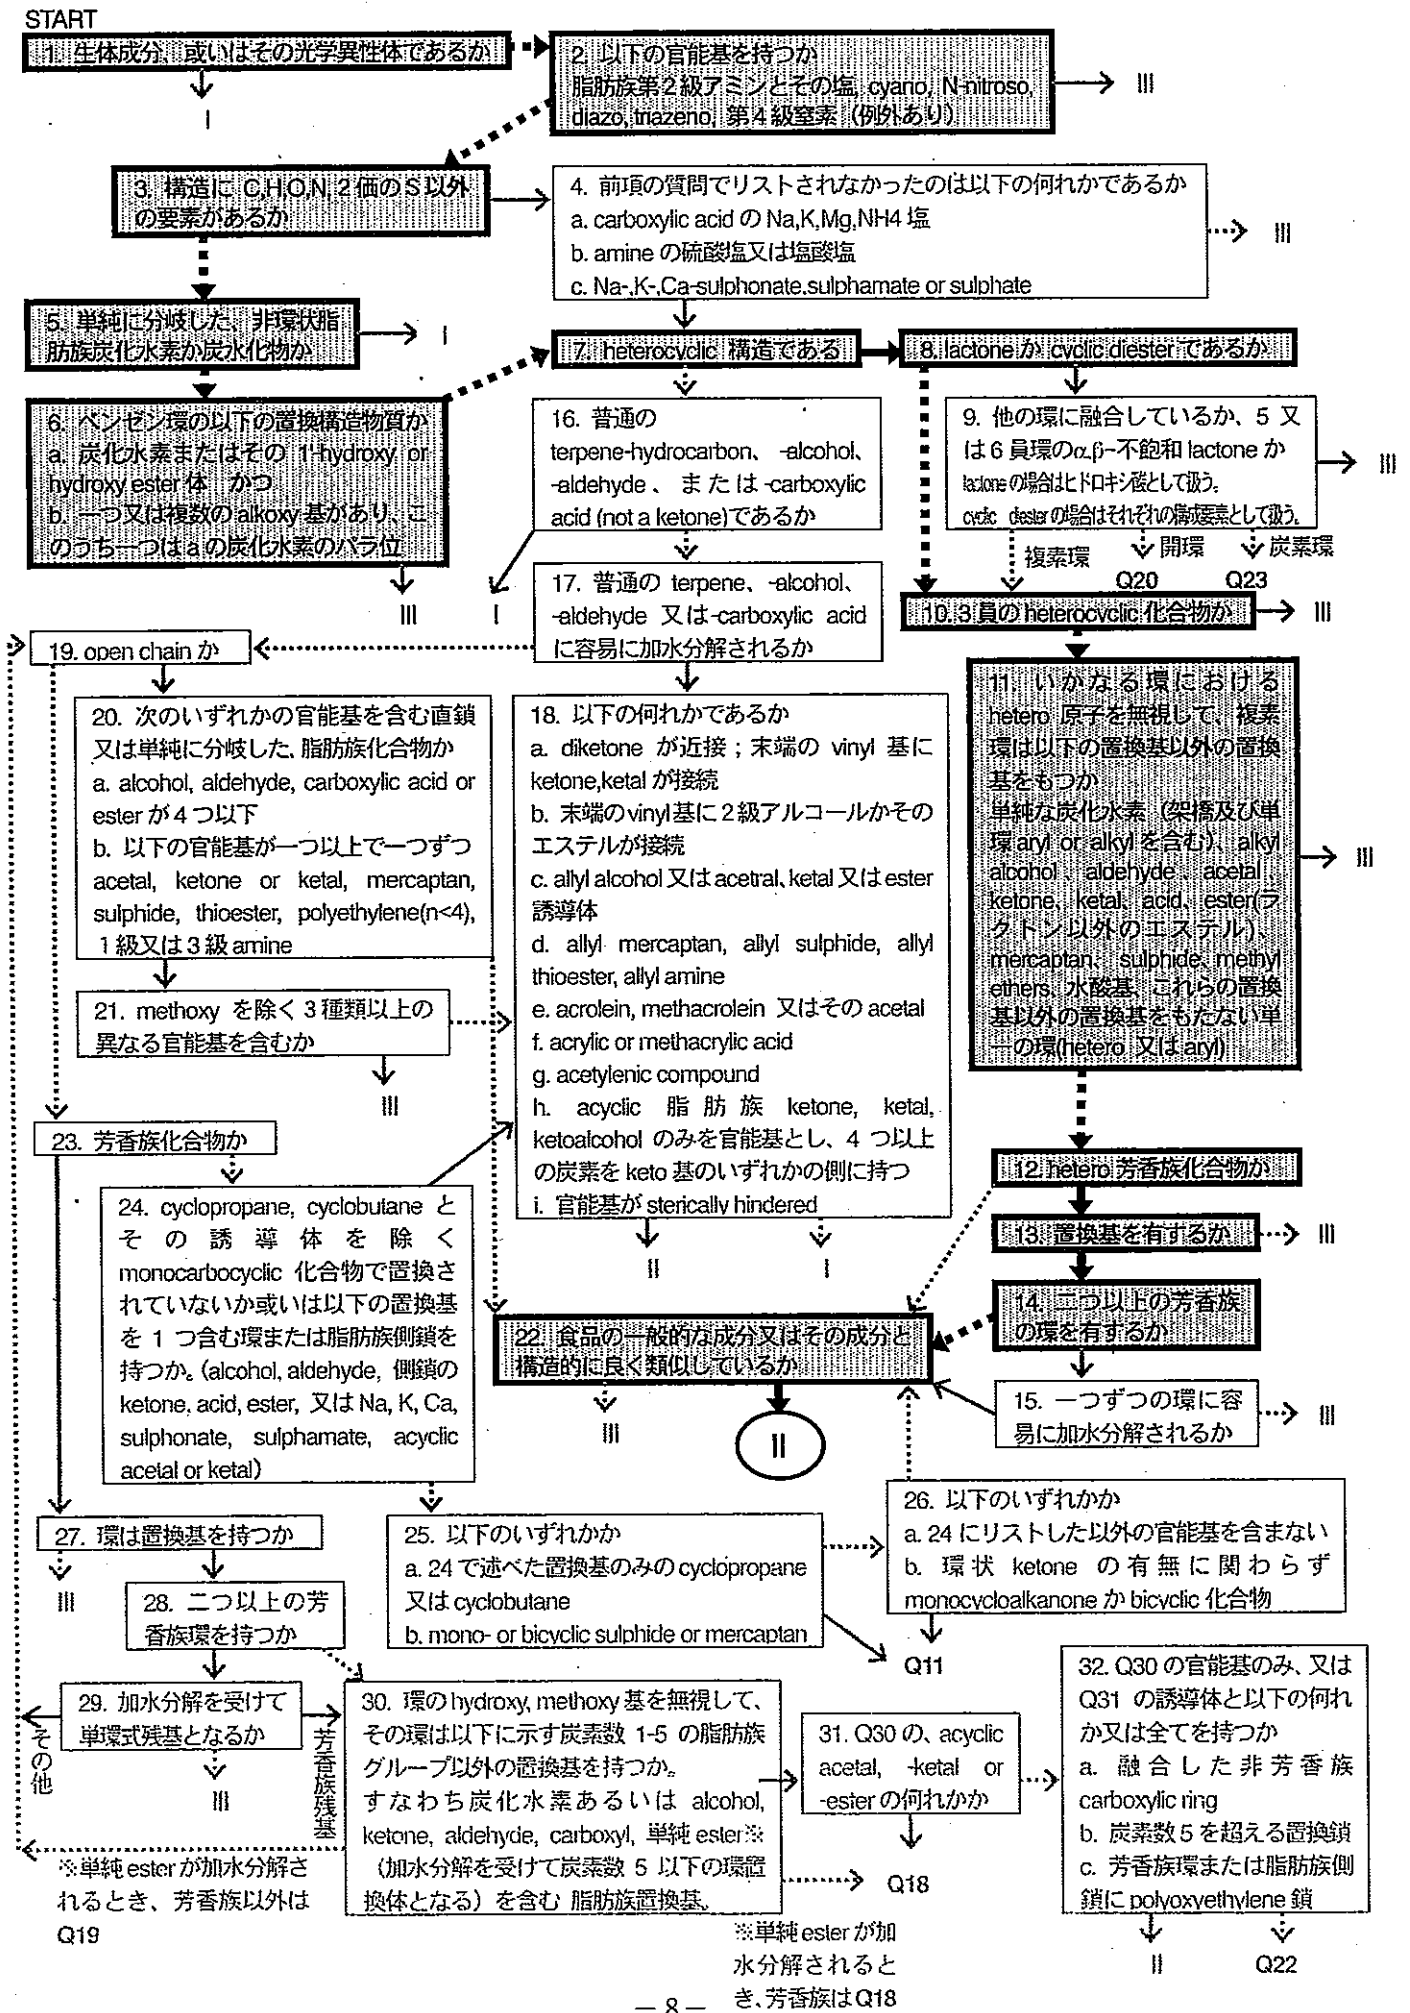 START
1. 生体成分、或いはその光学異性体であるか
I
2. 以下の官能基を持つか
脂肪族第2級アミンとその塩, cyano, N-nitroso,
diazo, triazeno, 第4級窒素（例外あり）
III
3. 構造に C,H,O,N,2価のS以外
の要素があるか
4. 前項の質問でリストされなかったのは以下の何れかであるか
a. carboxylic acid の Na,K,Mg,NH4 塩
b. amine の硫酸塩又は塩酸塩
c. Na-,K-,Ca-sulphonate,sulphamate or sulphate
III
5. 単純に分岐した、非環状脂
肪族炭化水素か炭水化物か
I
6. ベンゼン環の以下の置換構造物質か
a. 炭化水素またはその 1'-hydroxy or
hydroxy ester 体 かつ
b. 一つ又は複数の alkoxy 基があり、こ
のうち一つは a の炭化水素のパラ位
III
7. heterocyclic 構造である
8. lactone か cyclic diester であるか
9. 他の環に融合しているか、5 又
は 6 員環のα,β-不飽和 lactone か
lactone の場合はヒドロキシ酸として扱う。
cyclic diester の場合はそれぞれの構成要素として扱う。
III
複素環
開環
炭素環
Q20
Q23
10. 3 員の heterocyclic 化合物か
III
11. いかなる環における
hetero 原子を無視して、複素
環は以下の置換基以外の置換
基をもつか
単純な炭化水素（架橋及び単
環 aryl or alkyl を含む）、alkyl
alcohol、aldehyde、acetal、
ketone、ketal、acid、ester(ラ
クトン以外のエステル)、
mercaptan、sulphide、methyl
ethers、水酸基、これらの置換
基以外の置換基をもたない単
一の環(hetero 又は aryl)
III
12. hetero 芳香族化合物か
13. 置換基を有するか
III
14. 二つ以上の芳香族
の環を有するか
15. 一つずつの環に容
易に加水分解されるか
III
16. 普通の
terpene-hydrocarbon、-alcohol、
-aldehyde、または-carboxylic
acid (not a ketone)であるか
I
17. 普通の terpene、-alcohol、
-aldehyde 又は-carboxylic acid
に容易に加水分解されるか
18. 以下の何れかであるか
a. diketone が近接；末端の vinyl 基に
ketone,ketal が接続
b. 末端の vinyl 基に2級アルコールかその
エステルが接続
c. allyl alcohol 又は acetral、ketal 又は ester
誘導体
d. allyl mercaptan, allyl sulphide, allyl
thioester, allyl amine
e. acrolein, methacrolein 又はその acetal
f. acrylic or methacrylic acid
g. acetylenic compound
h. acyclic 脂肪族 ketone, ketal,
ketoalcohol のみを官能基とし、4 つ以上
の炭素を keto 基のいずれかの側に持つ
i. 官能基が sterically hindered
II
I
19. open chain か
20. 次のいずれかの官能基を含む直鎖
又は単純に分岐した、脂肪族化合物か
a. alcohol, aldehyde, carboxylic acid or
ester が 4 つ以下
b. 以下の官能基が一つ以上で一つずつ
acetal, ketone or ketal, mercaptan,
sulphide, thioester, polyethylene(n<4),
1 級又は 3 級 amine
21. methoxy を除く 3 種類以上の
異なる官能基を含むか
III
22. 食品の一般的な成分又はその成分と
構造的に良く類似しているか
III
II
23. 芳香族化合物か
24. cyclopropane, cyclobutane と
その誘導体を除く
monocarbocyclic 化合物で置換さ
れていないか或いは以下の置換基
を 1 つ含む環または脂肪族側鎖を
持つか。(alcohol, aldehyde, 側鎖の
ketone, acid, ester, 又は Na, K, Ca,
sulphonate, sulphamate, acyclic
acetal or ketal)
25. 以下のいずれかか
a. 24 で述べた置換基のみの cyclopropane
又は cyclobutane
b. mono- or bicyclic sulphide or mercaptan
26. 以下のいずれかか
a. 24 にリストした以外の官能基を含まない
b. 環状 ketone の有無に関わらず
monocycloalkanone か bicyclic 化合物
Q11
27. 環は置換基を持つか
III
28. 二つ以上の芳
香族環を持つか
29. 加水分解を受けて
単環式残基となるか
その他
芳香族残基
III
30. 環の hydroxy, methoxy 基を無視して、
その環は以下に示す炭素数 1-5 の脂肪族
グループ以外の置換基を持つか。
すなわち炭化水素あるいは alcohol,
ketone, aldehyde, carboxyl, 単純 ester※
（加水分解を受けて炭素数 5 以下の環置
換体となる）を含む 脂肪族置換基。
31. Q30 の、acyclic
acetal, -ketal or
-ester の何れかか
Q18
32. Q30 の官能基のみ、又は
Q31 の誘導体と以下の何れ
か又は全てを持つか
a. 融合した非芳香族
carboxylic ring
b. 炭素数 5 を超える置換鎖
c. 芳香族環または脂肪族側
鎖に polyoxyethylene 鎖
II
Q22
※単純 ester が加水分解さ
れるとき、芳香族以外は
Q19
※単純 ester が加
水分解されると
き、芳香族は Q18
－ 8 －